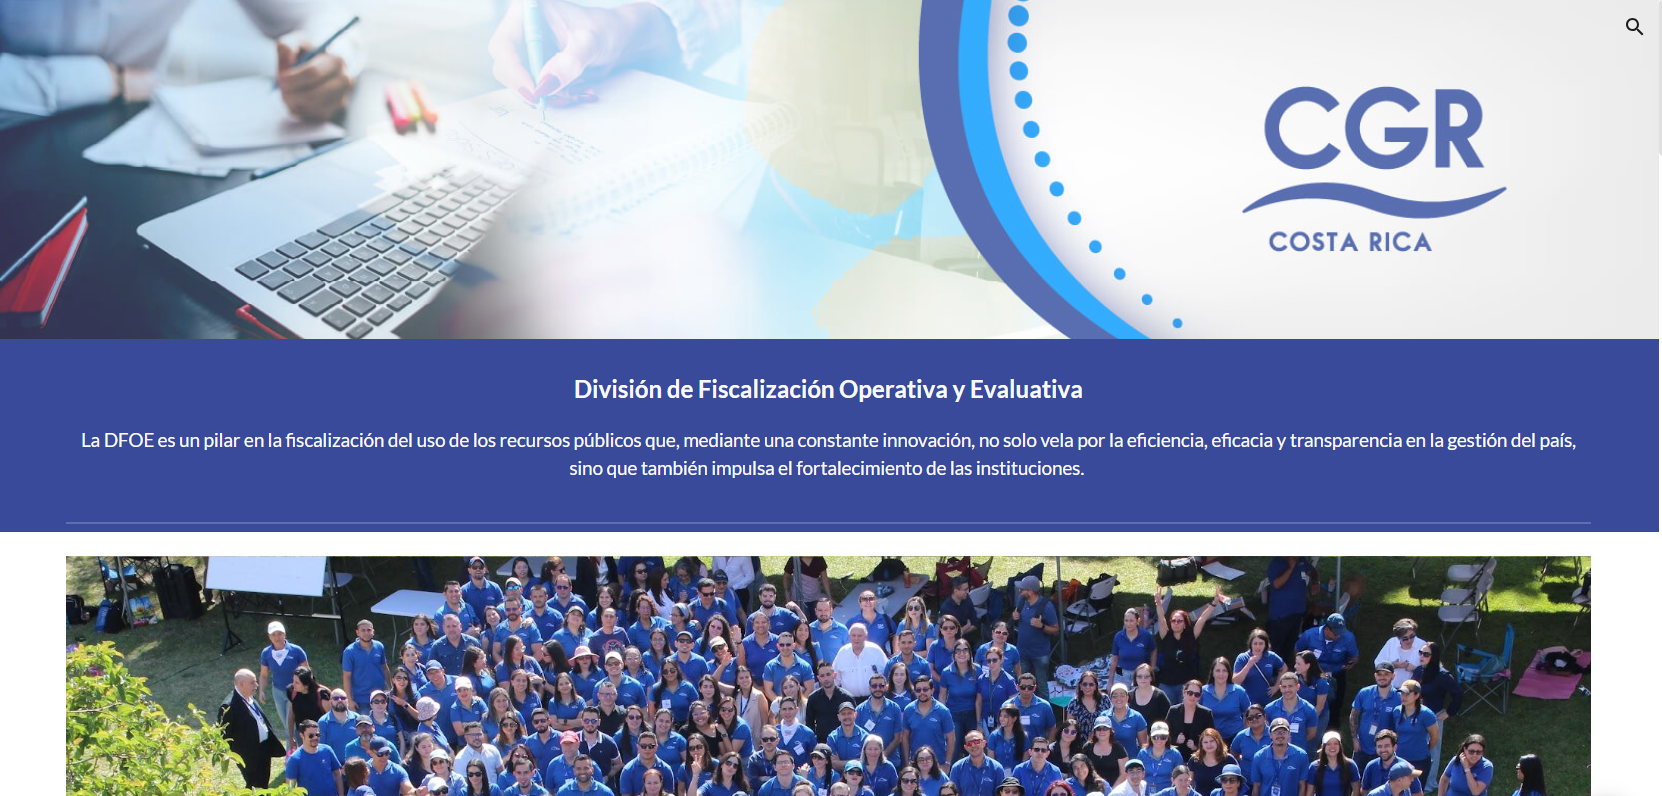 CGR
COSTA RICA
División de Fiscalización Operativa y Evaluativa
La DFOE es un pilar en la fiscalización del uso de los recursos públicos que, mediante una constante innovación, no solo vela por la eficiencia, eficacia y transparencia en la gestión del país,
sino que también impulsa el fortalecimiento de las instituciones.